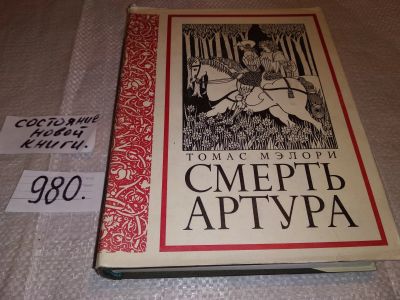 СОСТОЯНИЕ
НОВОЙ
КНИГИ.
980.
ТОМАС МЭЛОРИ
СМЕРТЬ
АРТУРА